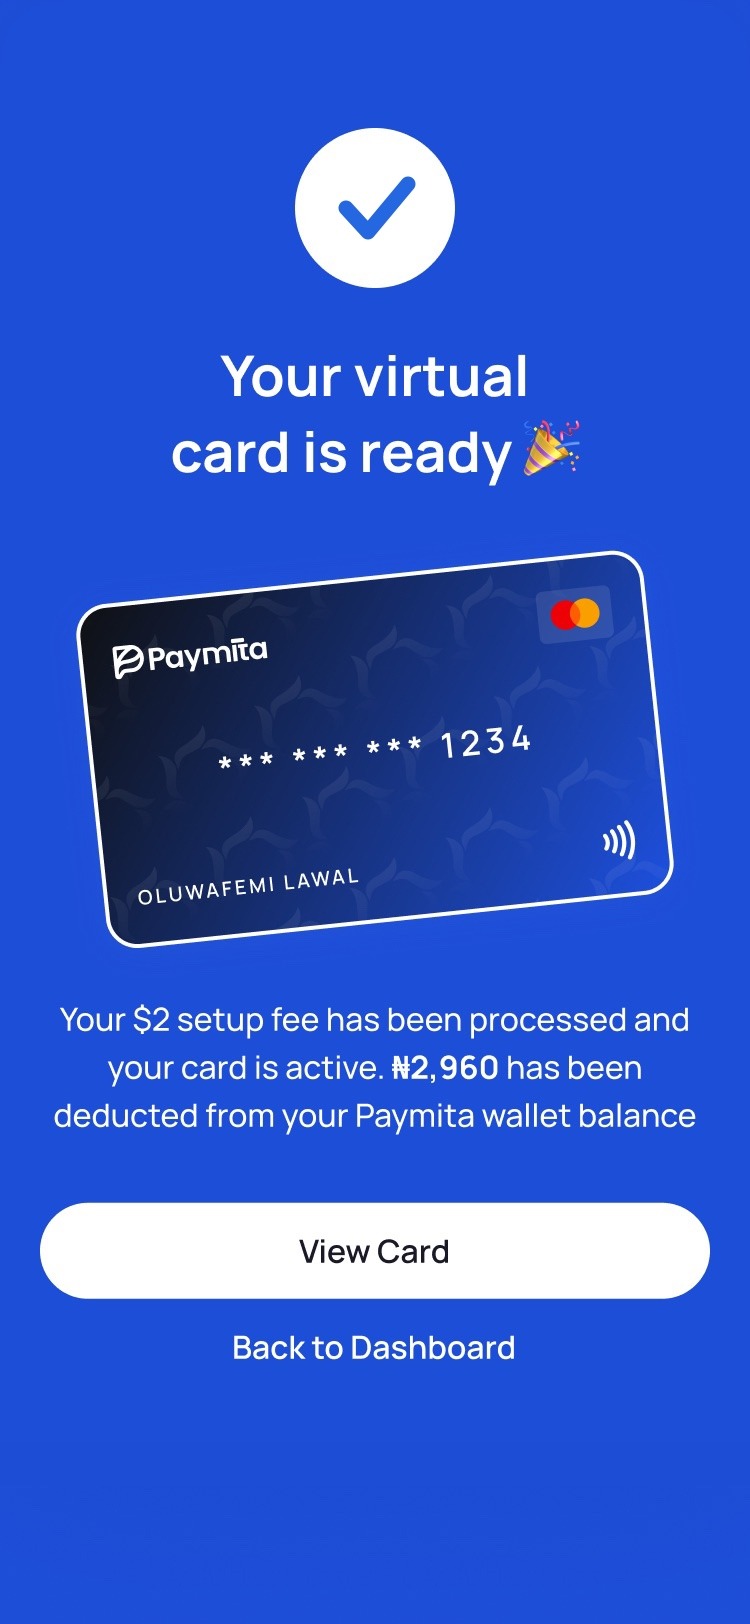 Your virtual
card is ready 🎉
Paymita
*** *** *** 1234
OLUWAFEMI LAWAL
Your $2 setup fee has been processed and
your card is active. ₦2,960 has been
deducted from your Paymita wallet balance
View Card
Back to Dashboard